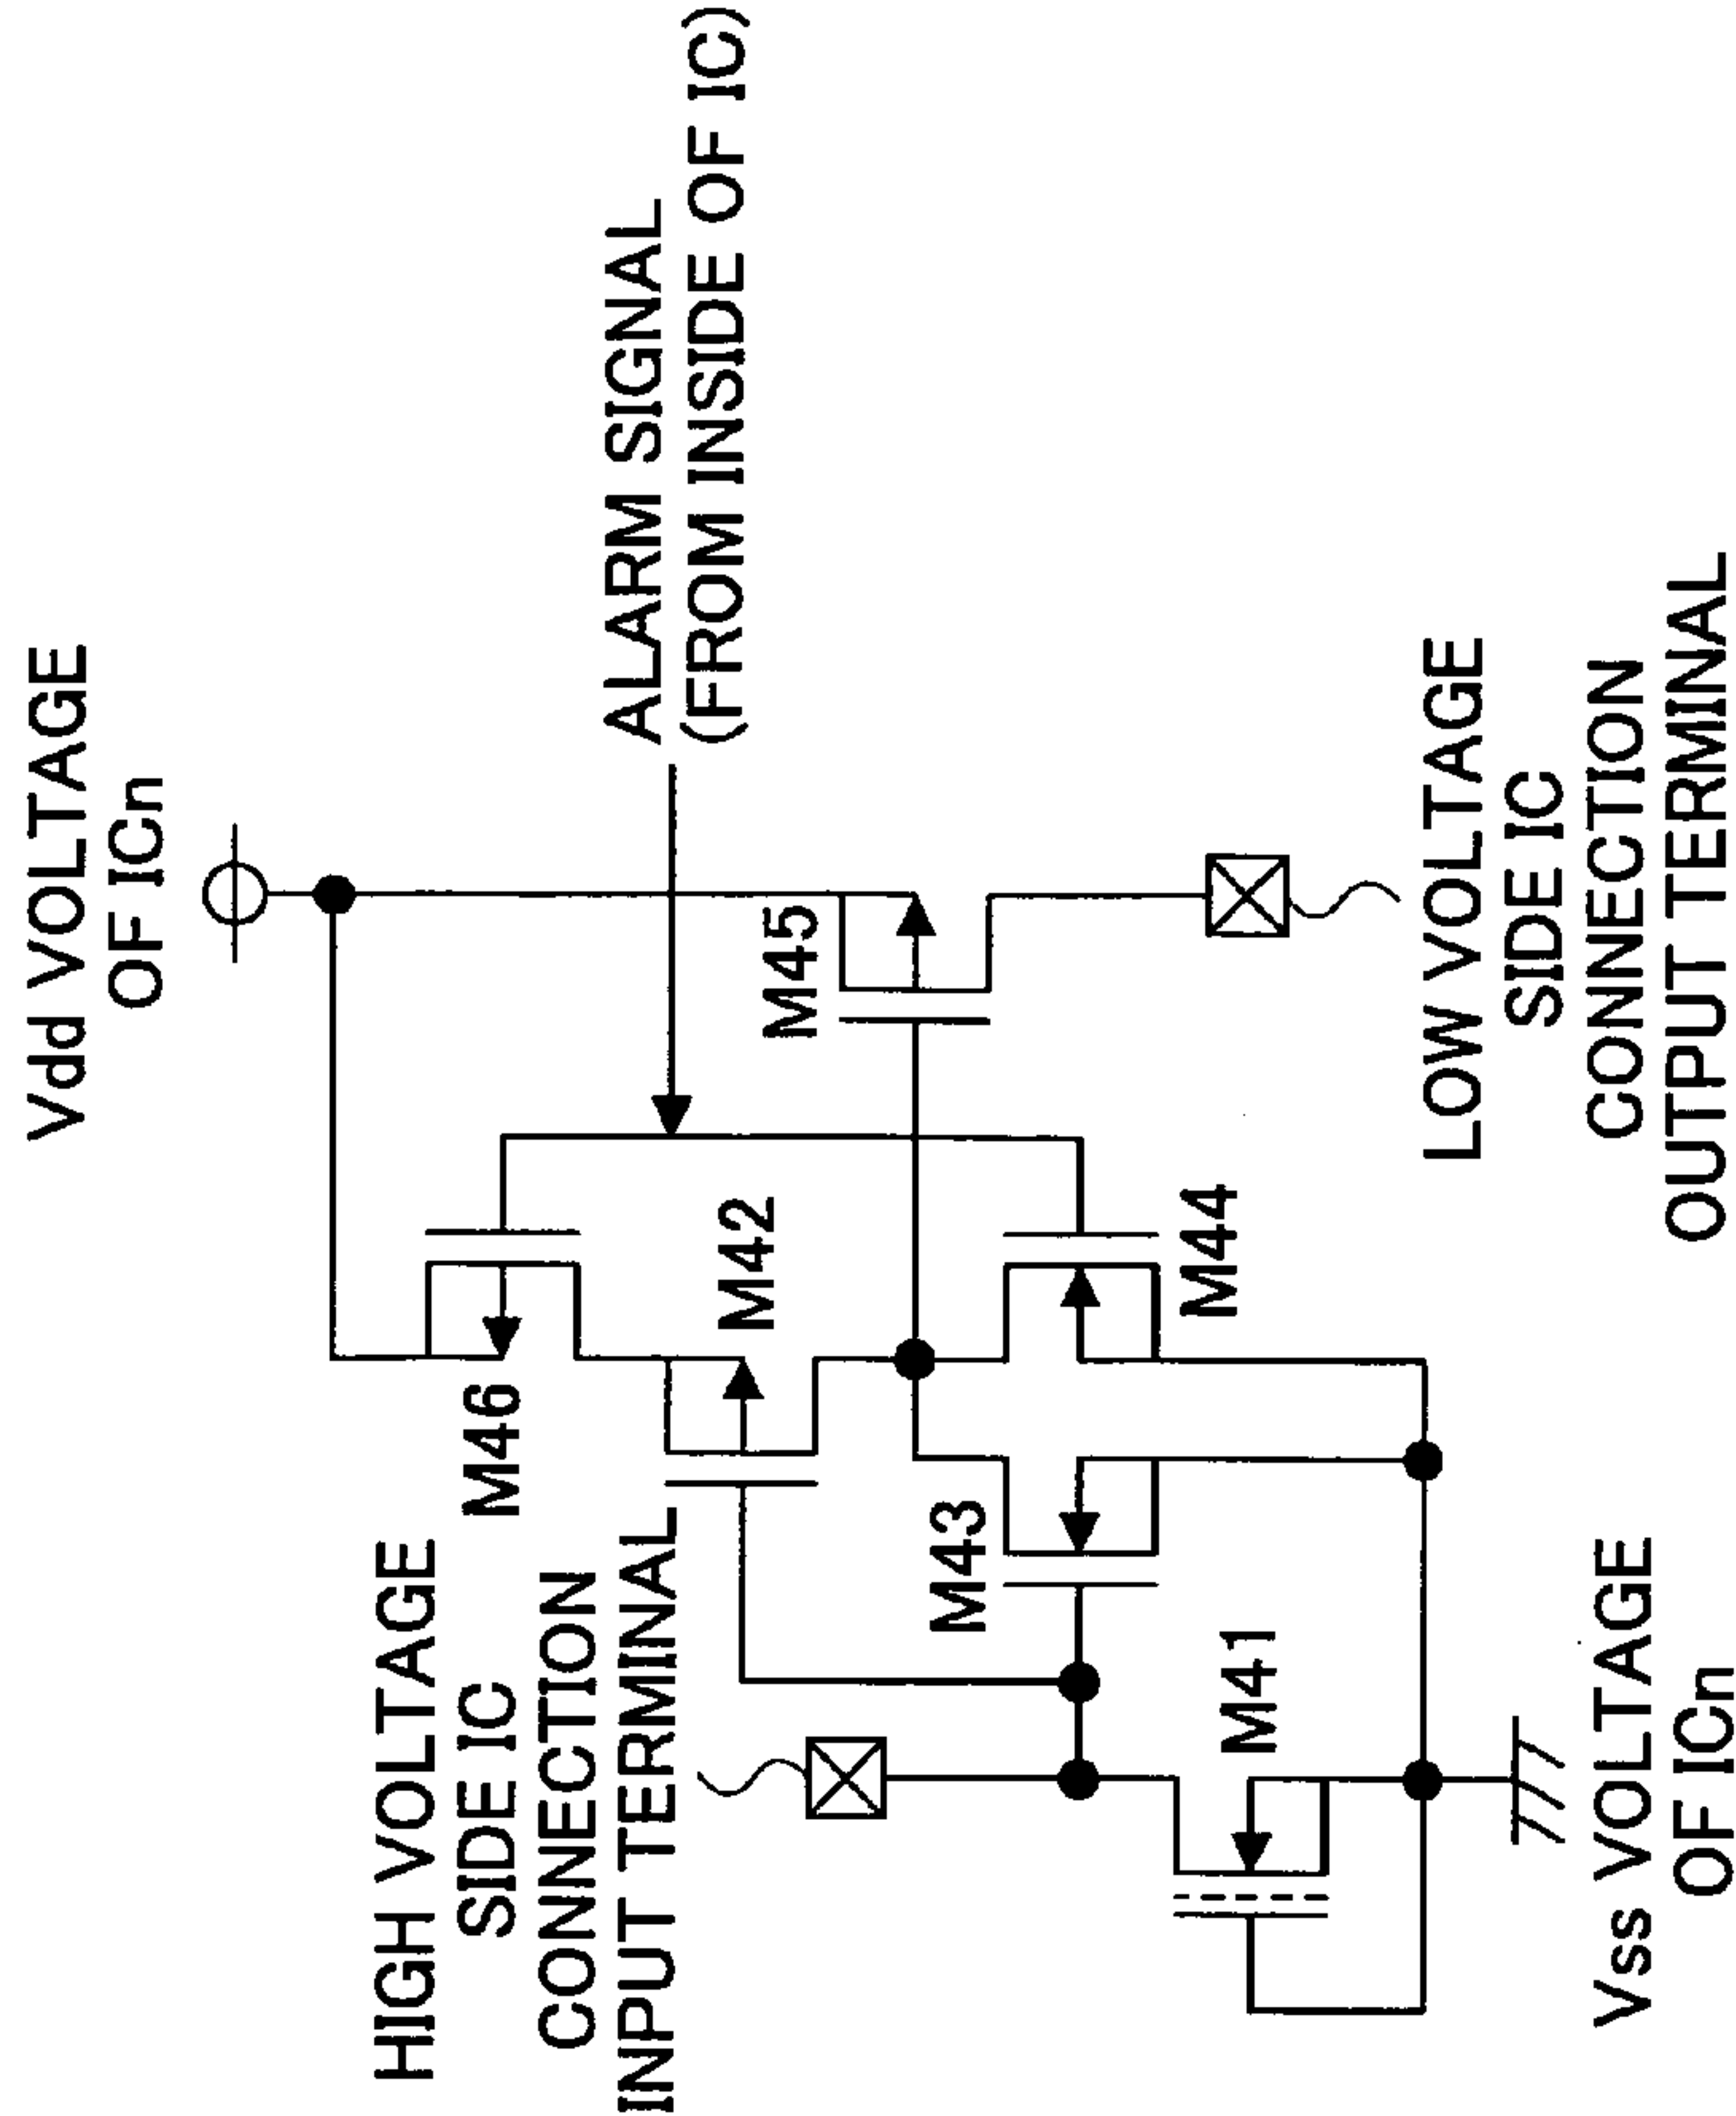 Vdd VOLTAGE
OF ICn
ALARM SIGNAL
(FROM INSIDE OF IC)
HIGH VOLTAGE
SIDE IC
CONNECTION
INPUT TERMINAL
M46
M42
M45
M43
M44
M41
LOW VOLTAGE
SIDE IC
CONNECTION
OUTPUT TERMINAL
Vss VOLTAGE
OF ICn